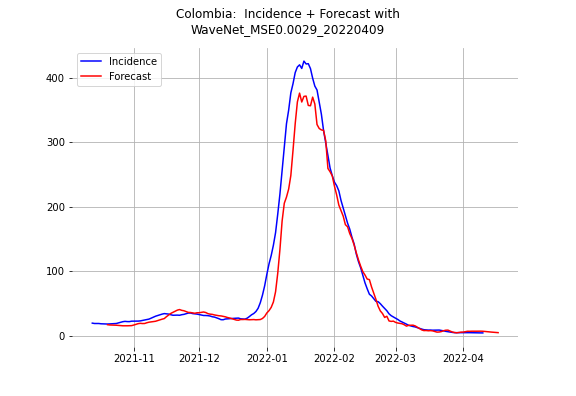 Colombia:  Incidence + Forecast with
WaveNet_MSE0.0029_20220409
Incidence
Forecast
400
300
200
100
0
2021-11
2021-12
2022-01
2022-02
2022-03
2022-04